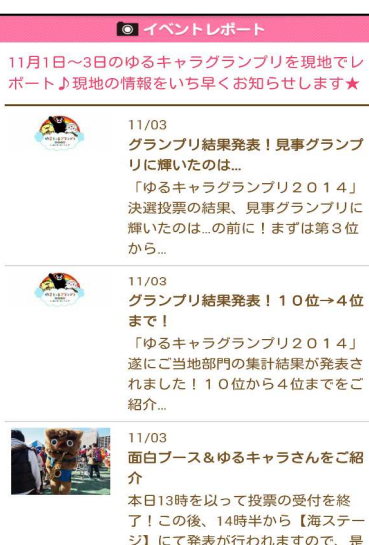 イベントレポート
11月1日～3日のゆるキャラグランプリを現地でレ
ポート♪現地の情報をいち早くお知らせします★
11/03
グランプリ結果発表！見事グランプ
リに輝いたのは...
「ゆるキャラグランプリ２０１４」
決選投票の結果、見事グランプリに
輝いたのは...の前に！まずは第３位
から...
11/03
グランプリ結果発表！１０位→４位
まで！
「ゆるキャラグランプリ２０１４」
遂にご当地部門の集計結果が発表さ
れました！１０位から４位までをご
紹介...
11/03
面白ブース＆ゆるキャラさんをご紹
介
本日13時を以って投票の受付を終
了！この後、14時半から【海ステー
ジ】にて発表が行われますので、是